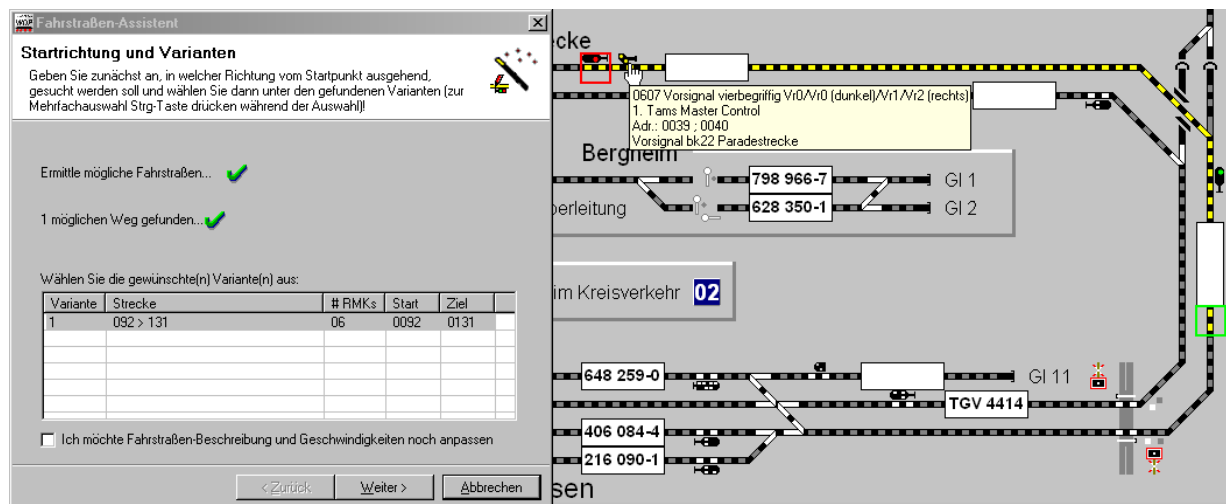 Fahrstraßen-Assistent
Startrichtung und Varianten
Geben Sie zunächst an, in welcher Richtung vom Startpunkt ausgehend,
gesucht werden soll und wählen Sie dann unter den gefundenen Varianten (zur
Mehrfachauswahl Strg-Taste drücken während der Auswahl)!
Ermittle mögliche Fahrstraßen...
1 möglichen Weg gefunden...
Wählen Sie die gewünschte(n) Variante(n) aus:
Variante Strecke # RMKs Start Ziel
1 092 > 131 06 0092 0131
Ich möchte Fahrstraßen-Beschreibung und Geschwindigkeiten noch anpassen
< Zurück Weiter > Abbrechen
ecke
0607 Vorsignal vierbegriffig Vr0/Vr0 (dunkel)/Vr1/Vr2 (rechts)
1. Tams Master Control
Adr.: 0039 ; 0040
Vorsignal bk22 Paradestrecke
Bergheim
798 966-7 Gl 1
berleitung 628 350-1 Gl 2
im Kreisverkehr 02
648 259-0 Gl 11
TGV 4414
406 084-4
216 090-1
sen